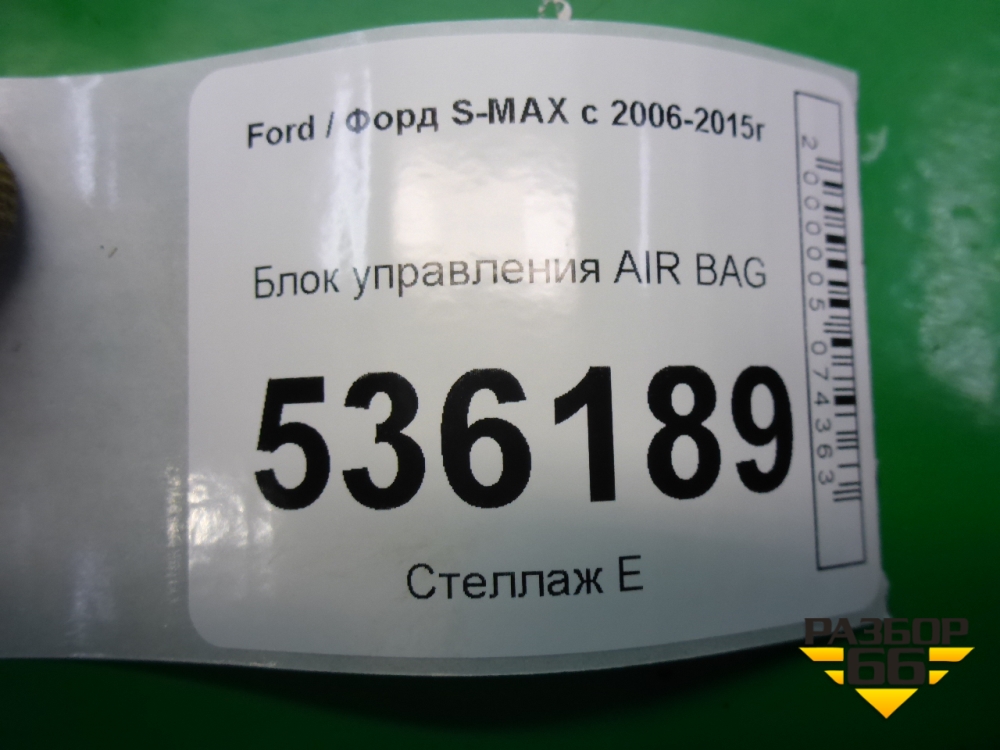 Ford / Форд S-MAX с 2006-2015г
Блок управления AIR BAG
536189
Стеллаж Е
2000005074363
РАЗБОР
66